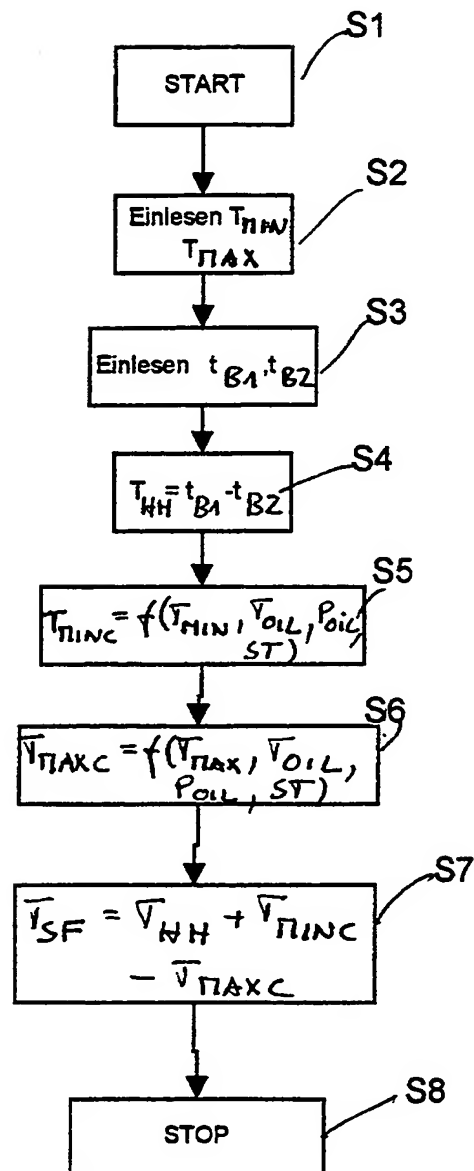 S1
START
S2
Einlesen T_MIN
T_MAX
S3
Einlesen t_B1, t_B2
S4
T_HH = t_B1 - t_B2
S5
T_MINC = f(T_MIN, T_OIL, P_OIL,
ST)
S6
T_MAXC = f(T_MAX, T_OIL,
P_OIL, ST)
S7
T_SF = T_HH + T_MINC
- T_MAXC
S8
STOP